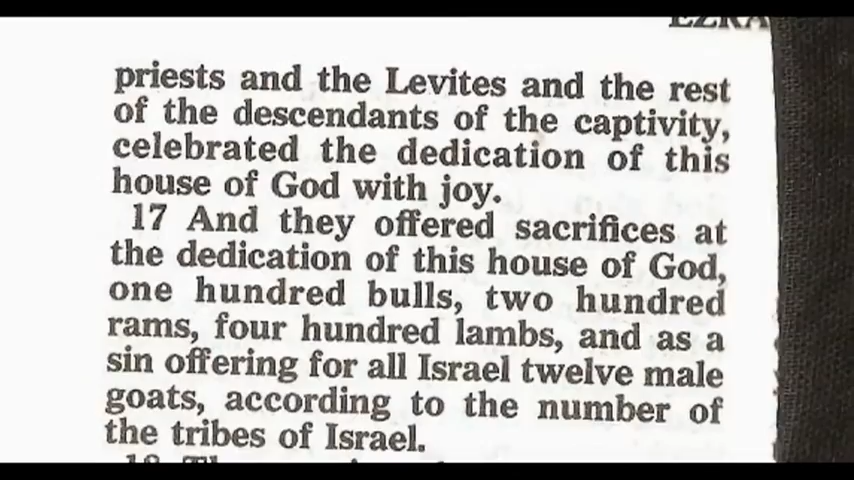 EZRA
priests and the Levites and the rest
of the descendants of the captivity,
celebrated the dedication of this
house of God with joy.
17 And they offered sacrifices at
the dedication of this house of God,
one hundred bulls, two hundred
rams, four hundred lambs, and as a
sin offering for all Israel twelve male
goats, according to the number of
the tribes of Israel.